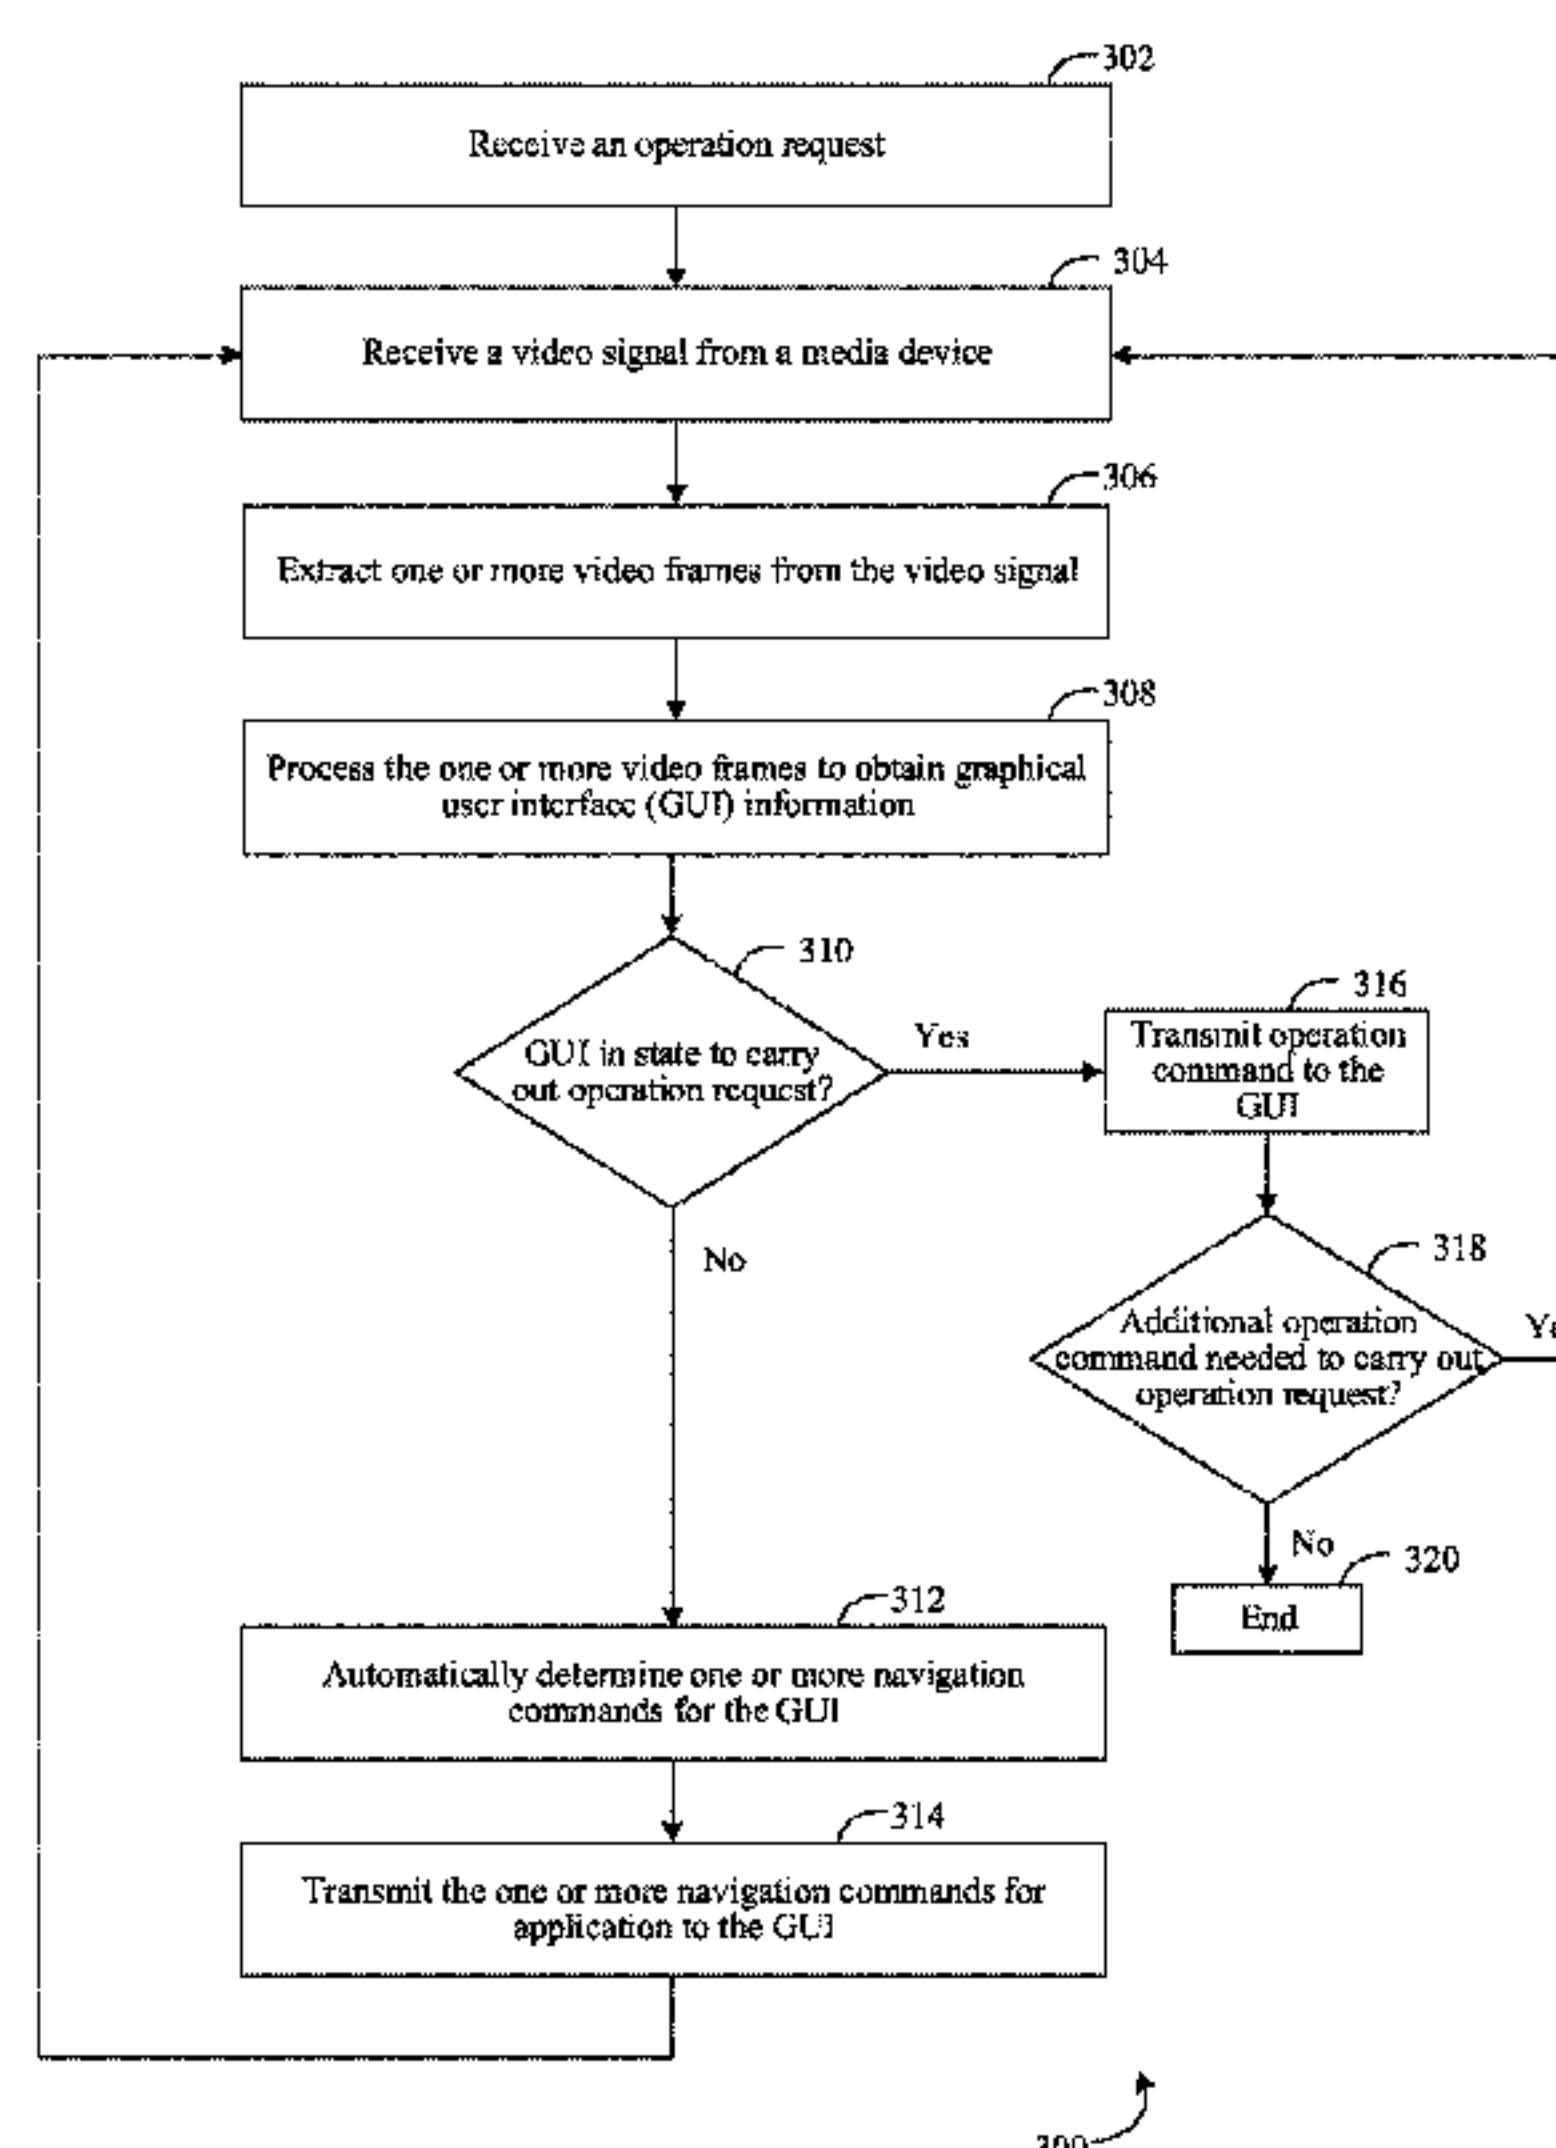 302
Receive an operation request
304
Receive a video signal from a media device
306
Extract one or more video frames from the video signal
308
Process the one or more video frames to obtain graphical
user interface (GUI) information
310
GUI in state to carry
out operation request?
Yes
316
Transmit operation
command to the
GUI
No
318
Additional operation
command needed to carry out
operation request?
No
320
End
312
Automatically determine one or more navigation
commands for the GUI
314
Transmit the one or more navigation commands for
application to the GUI